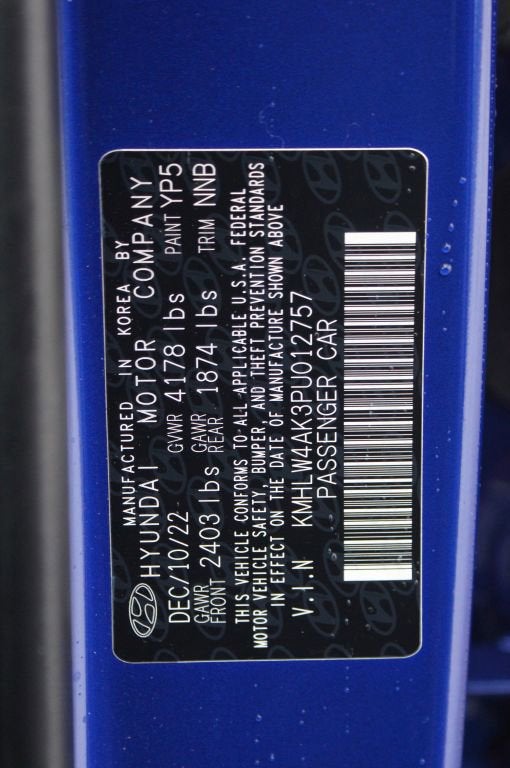 MANUFACTURED IN KOREA BY
HYUNDAI MOTOR COMPANY
DEC/10/22 GVWR 4178 lbs PAINT YP5
GAWR FRONT 2403 lbs GAWR REAR 1874 lbs TRIM NNB
THIS VEHICLE CONFORMS TO ALL APPLICABLE U.S.A. FEDERAL
MOTOR VEHICLE SAFETY, BUMPER, AND THEFT PREVENTION STANDARDS
IN EFFECT ON THE DATE OF MANUFACTURE SHOWN ABOVE
V.I.N KMHLW4AK3PU012757
PASSENGER CAR